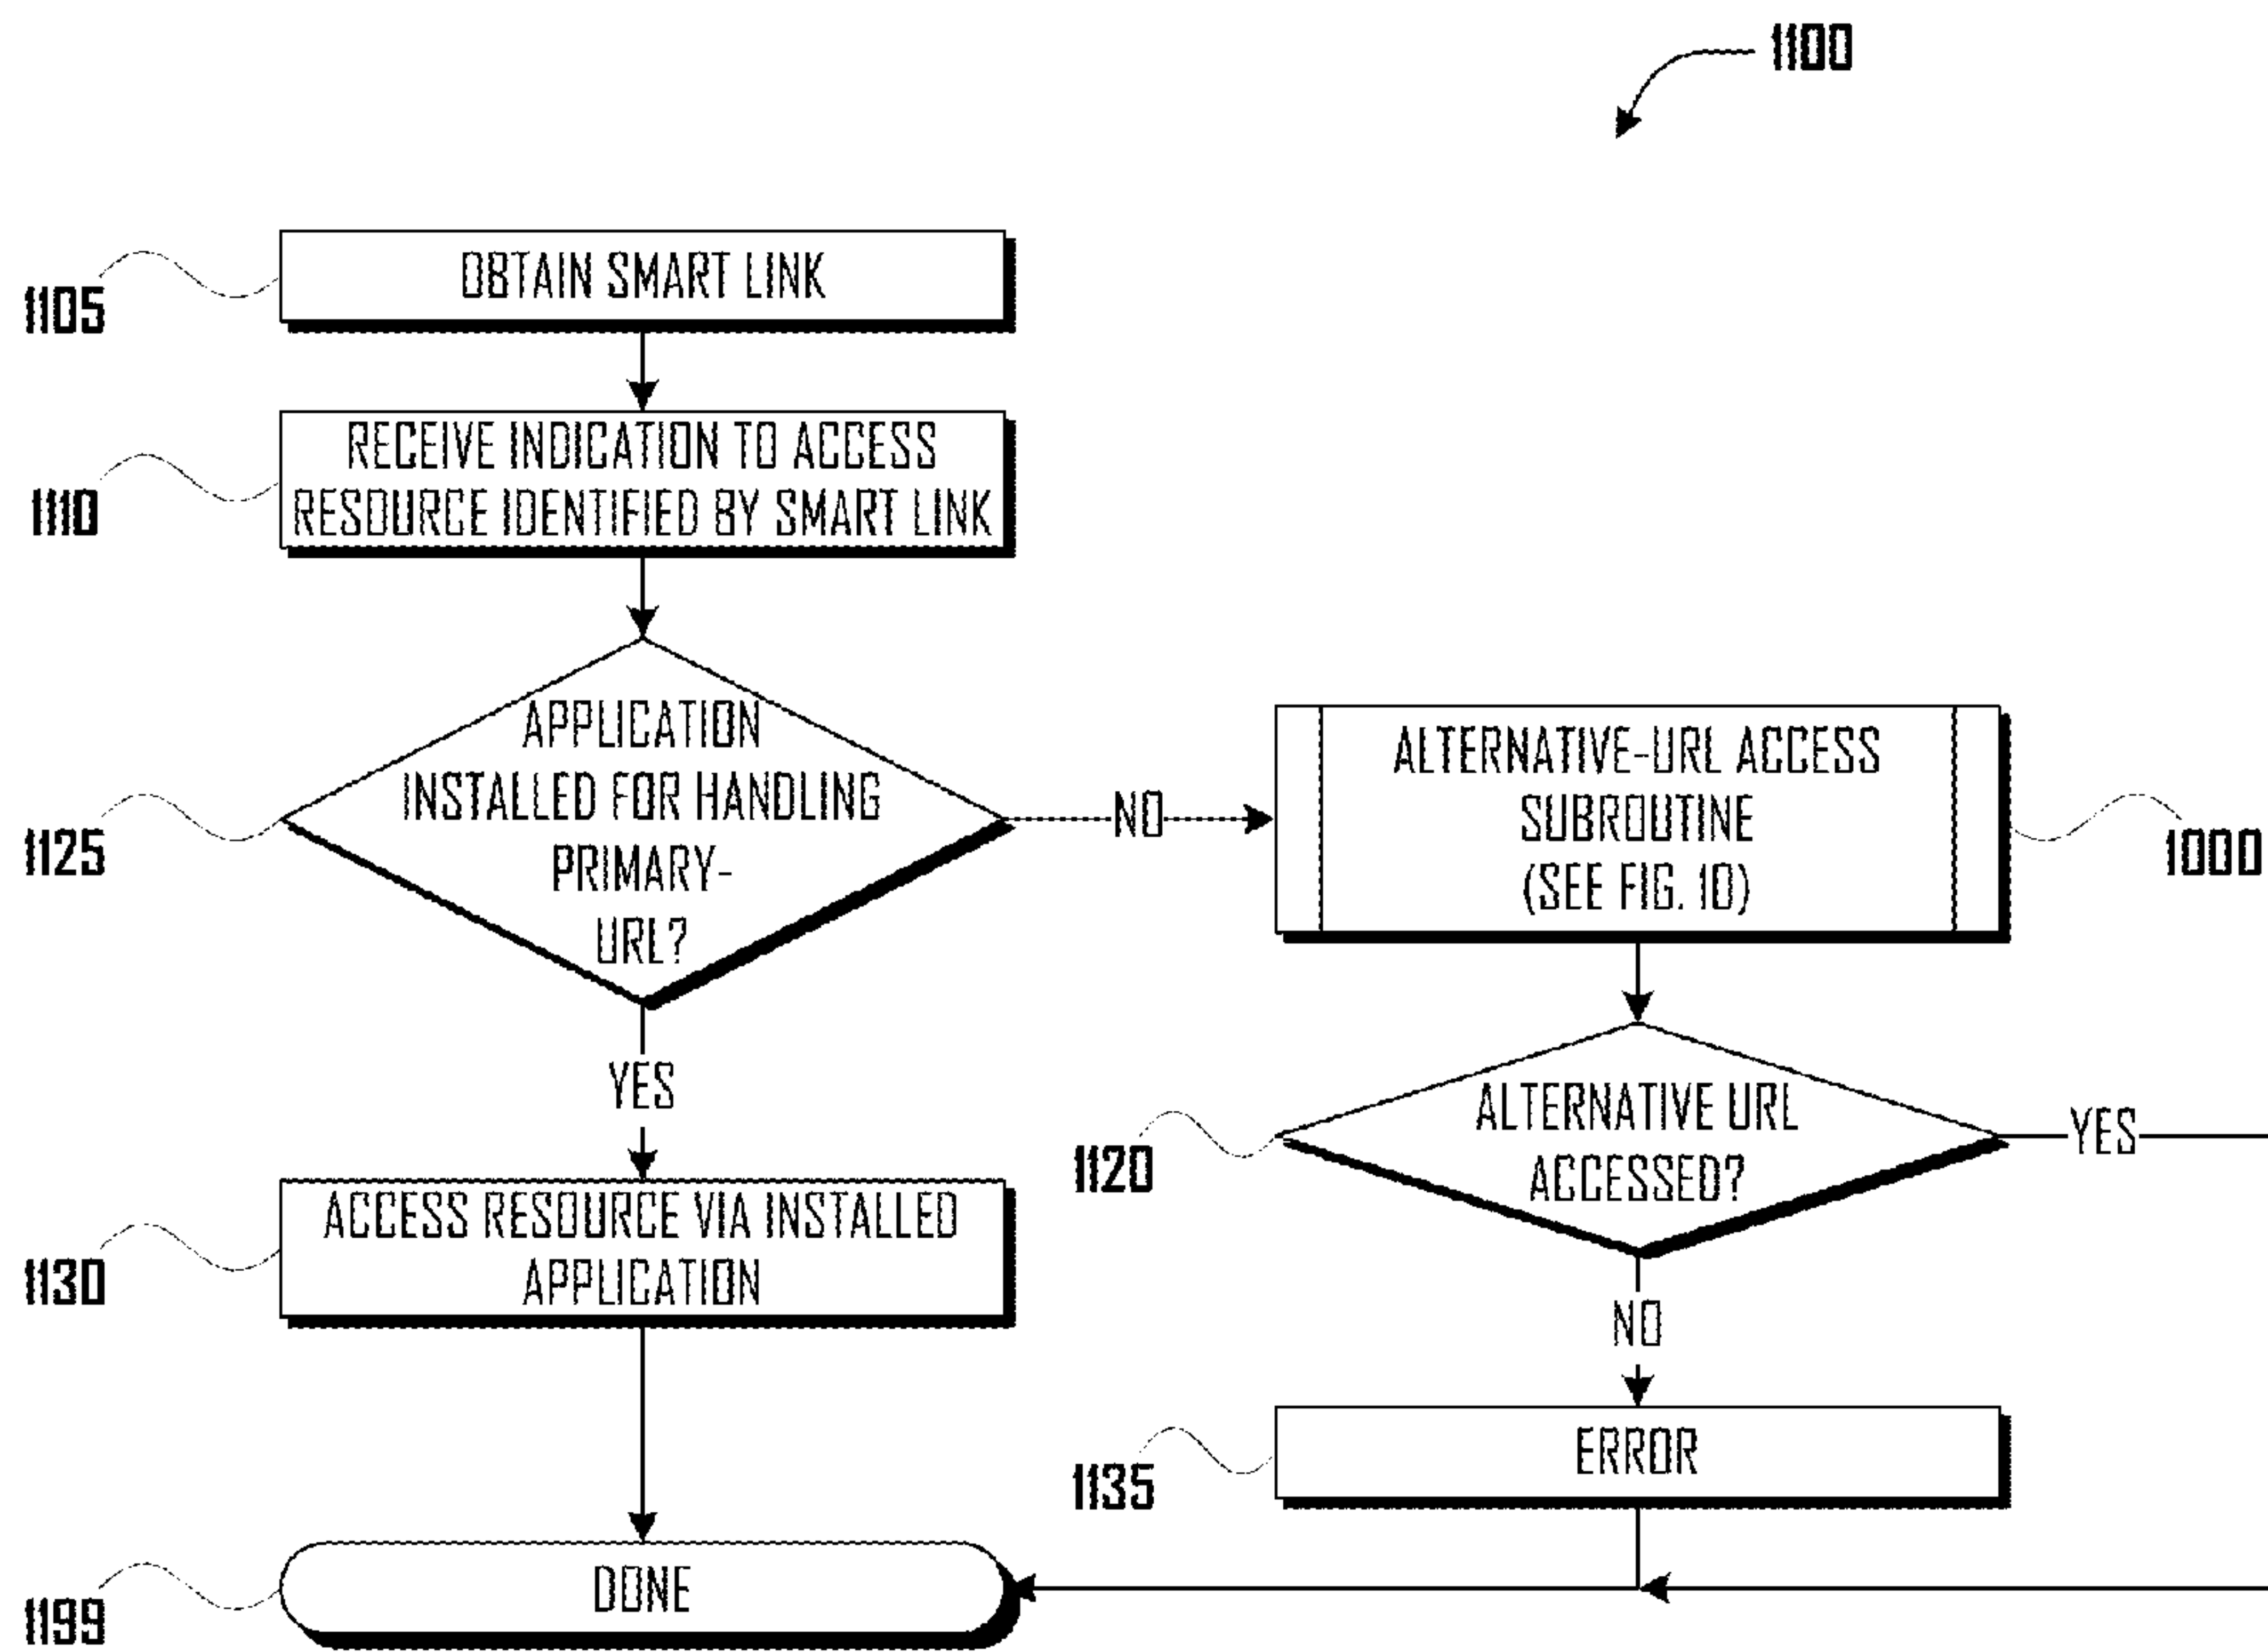 1100
1105
OBTAIN SMART LINK
1110
RECEIVE INDICATION TO ACCESS
RESOURCE IDENTIFIED BY SMART LINK
1125
APPLICATION
INSTALLED FOR HANDLING
PRIMARY-
URL?
NO
ALTERNATIVE-URL ACCESS
SUBROUTINE
(SEE FIG. 10)
1000
YES
1120
ALTERNATIVE URL
ACCESSED?
YES
1130
ACCESS RESOURCE VIA INSTALLED
APPLICATION
NO
1135
ERROR
1199
DONE